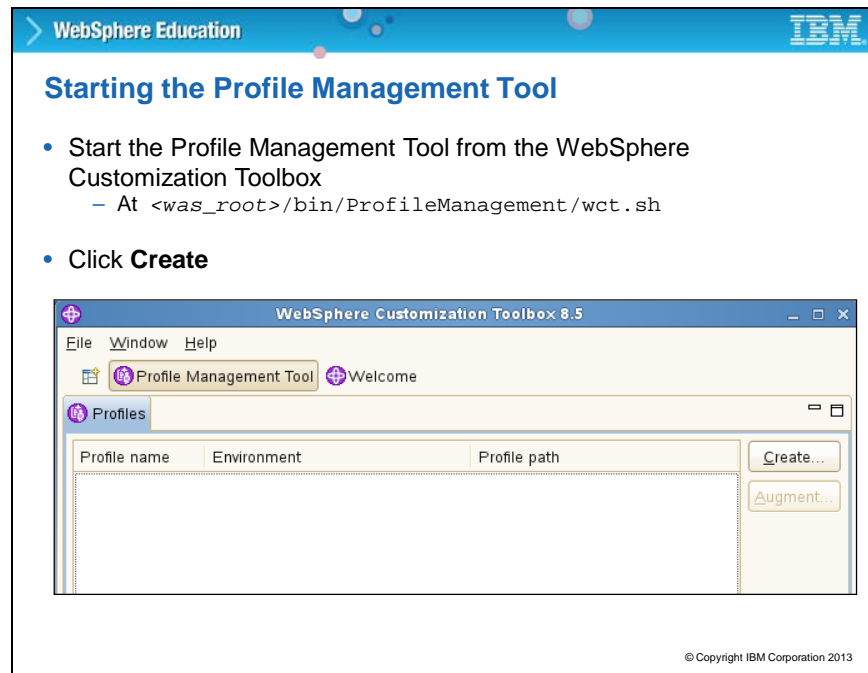 WebSphere Education
IBM
Starting the Profile Management Tool
• Start the Profile Management Tool from the WebSphere
Customization Toolbox
– At <was_root>/bin/ProfileManagement/wct.sh
• Click Create
WebSphere Customization Toolbox 8.5
File Window Help
Profile Management Tool Welcome
Profiles
Profile name Environment Profile path Create...
Augment...
© Copyright IBM Corporation 2013